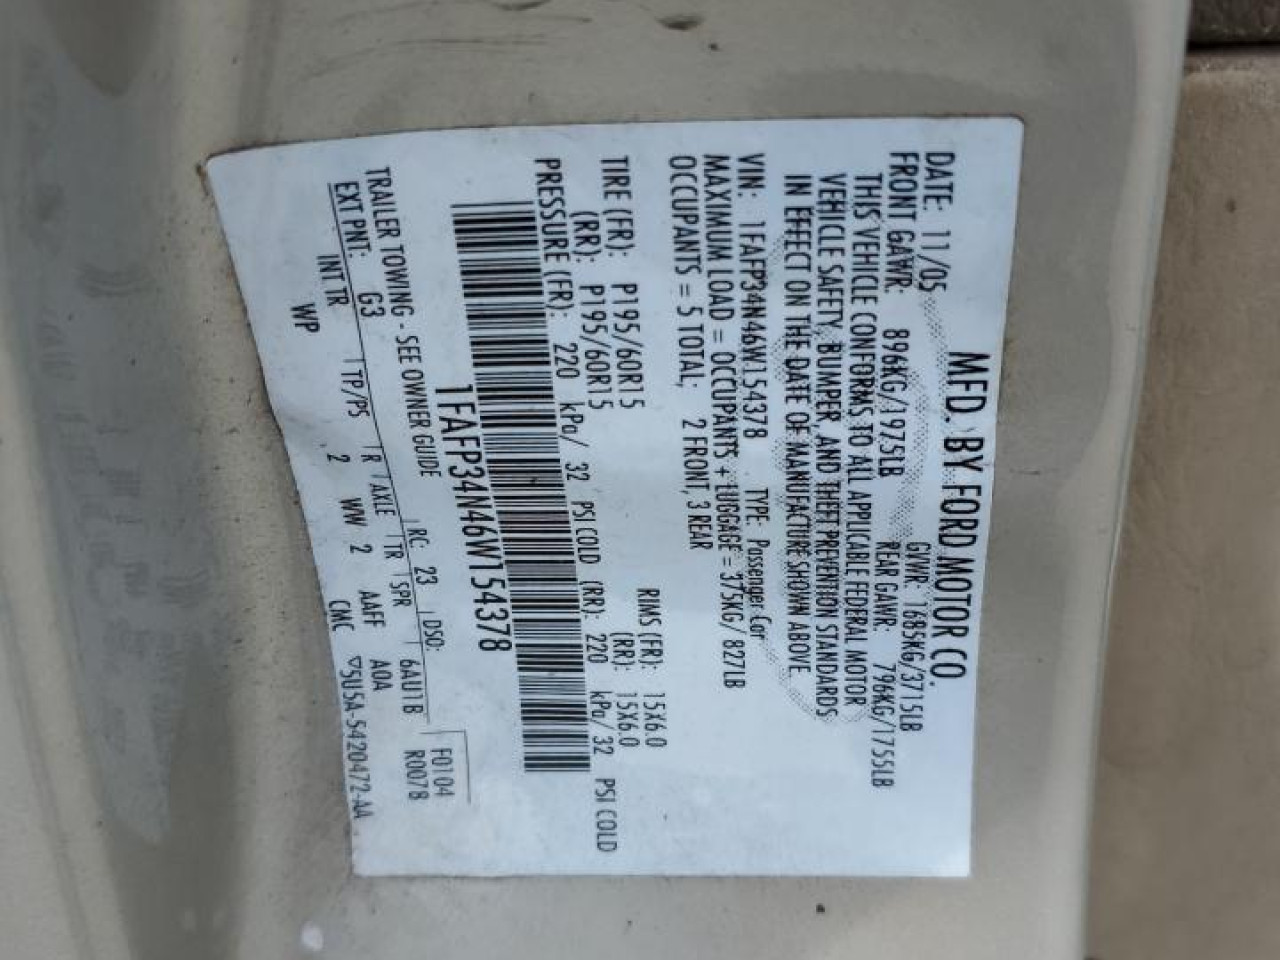 MFD. BY FORD MOTOR CO.
DATE: 11/05 GVWR: 1685KG/3715LB
FRONT GAWR: 896KG/1975LB REAR GAWR: 796KG/1755LB
THIS VEHICLE CONFORMS TO ALL APPLICABLE FEDERAL MOTOR
VEHICLE SAFETY, BUMPER, AND THEFT PREVENTION STANDARDS
IN EFFECT ON THE DATE OF MANUFACTURE SHOWN ABOVE.
VIN: 1FAFP34N46W154378 TYPE: Passenger Car
MAXIMUM LOAD = OCCUPANTS + LUGGAGE = 375KG/ 827LB
OCCUPANTS = 5 TOTAL; 2 FRONT, 3 REAR
TIRE (FR): P195/60R15 RIMS (FR): 15X6.0
(RR): P195/60R15 (RR): 15X6.0
PRESSURE (FR): 220 kPa/ 32 PSI COLD (RR): 220 kPa/ 32 PSI COLD
1FAFP34N46W154378
TRAILER TOWING - SEE OWNER GUIDE
F0104
EXT PNT: G3 RC: 23 DSO: R0078
INT TR TP/PS R AXLE TR SPR 6AU1B
WP 2 WW 2 AAFF A0A
CMC ▽5U5A-5420472-AA